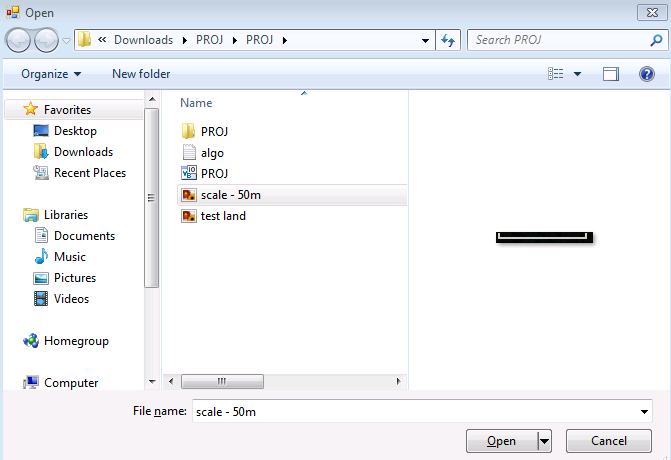 Open
« Downloads PROJ PROJ
Search PROJ
Organize New folder
Favorites
Desktop
Downloads
Recent Places
Libraries
Documents
Music
Pictures
Videos
Homegroup
Computer
Name
PROJ
algo
PROJ
scale - 50m
test land
File name: scale - 50m
Open Cancel